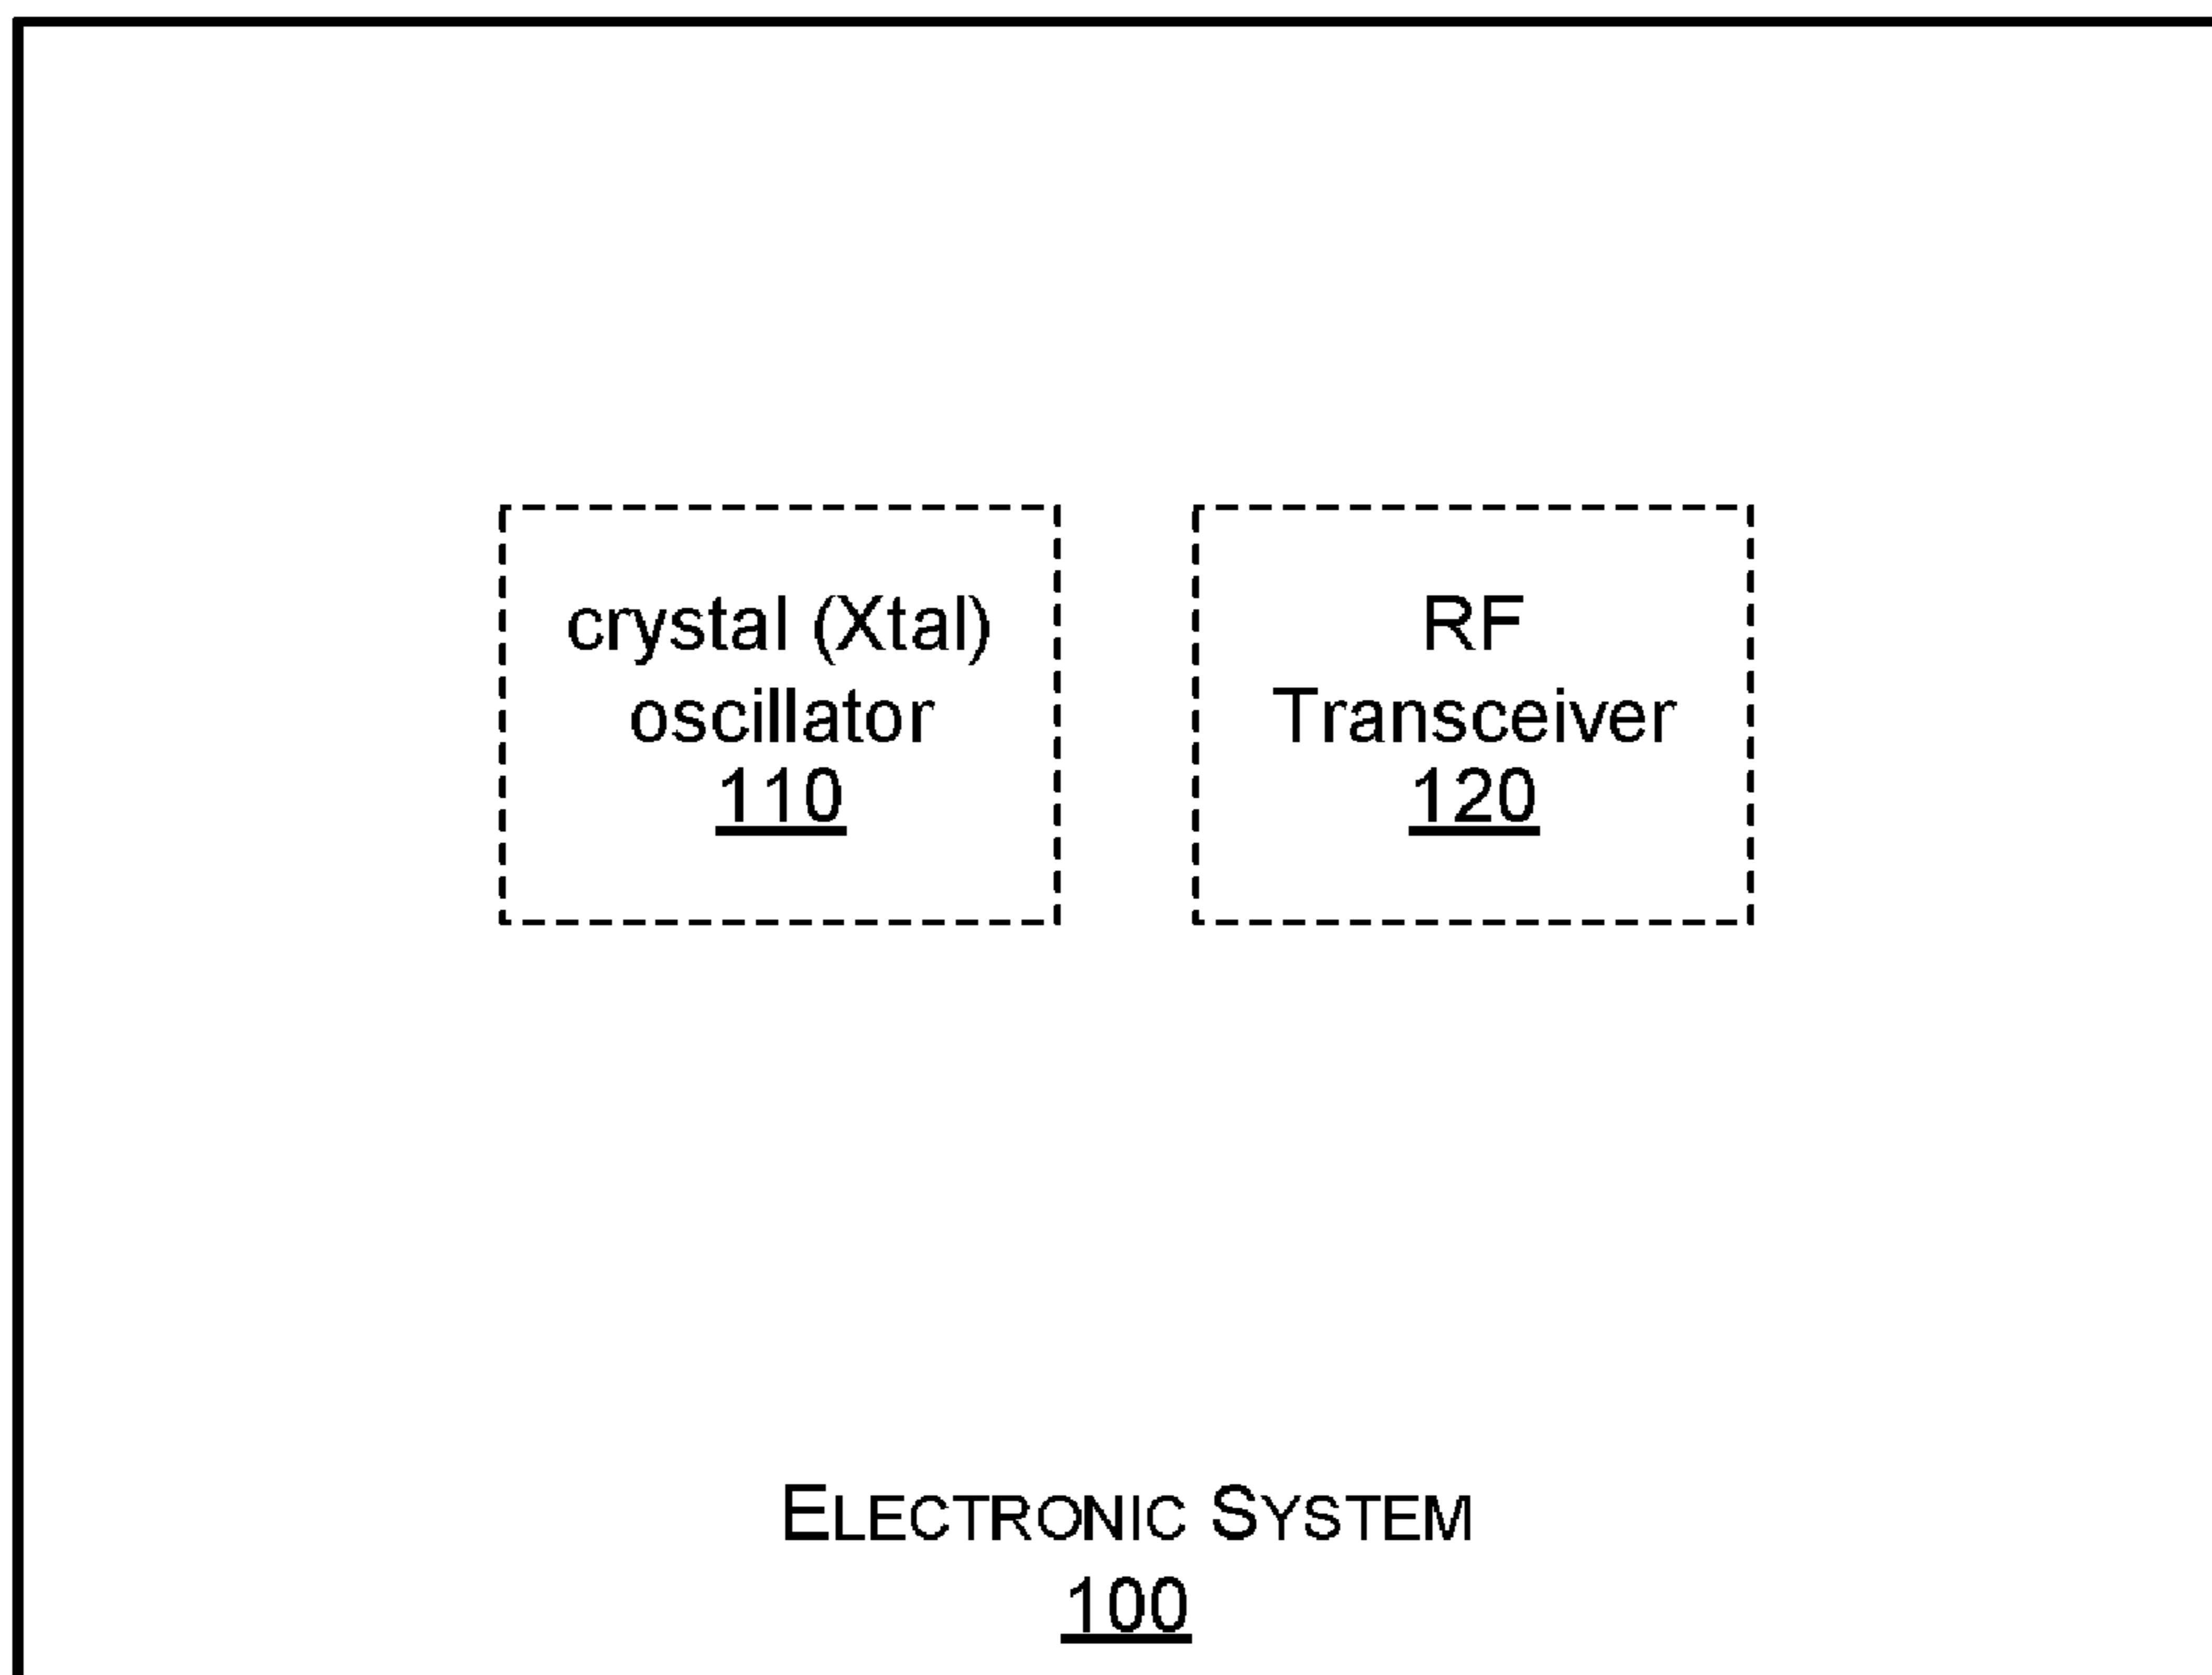 crystal (Xtal)
oscillator
110
RF
Transceiver
120
ELECTRONIC SYSTEM
100